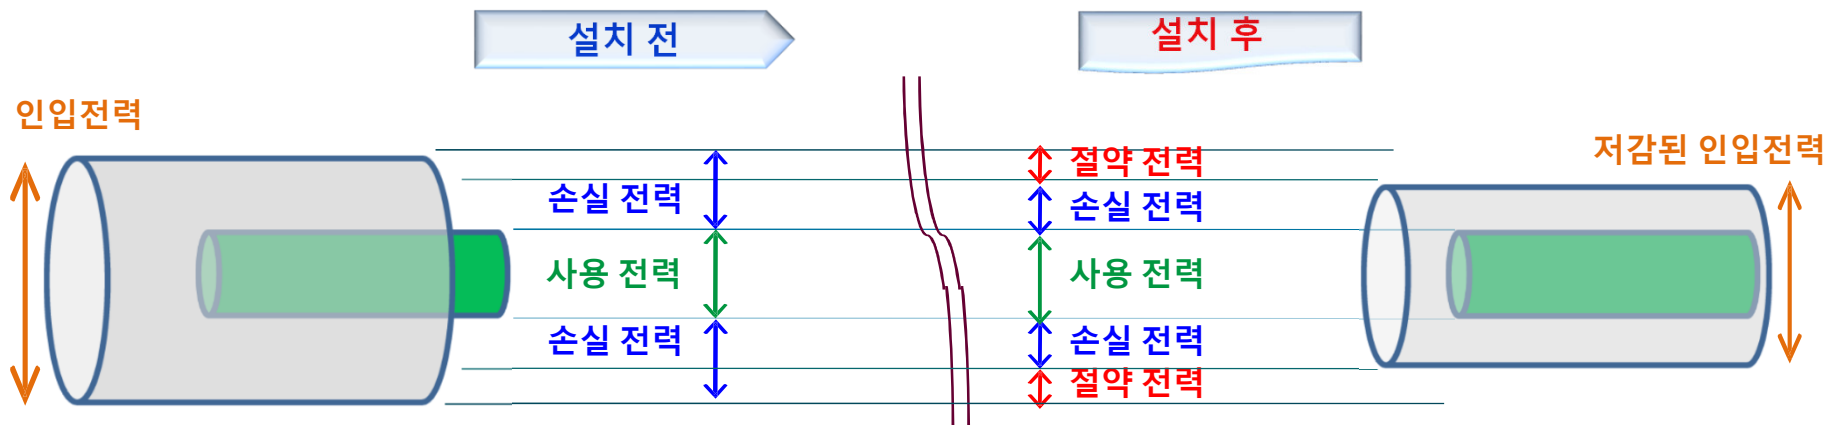 설치 전
설치 후
인입전력
저감된 인입전력
손실 전력
사용 전력
손실 전력
절약 전력
손실 전력
사용 전력
손실 전력
절약 전력